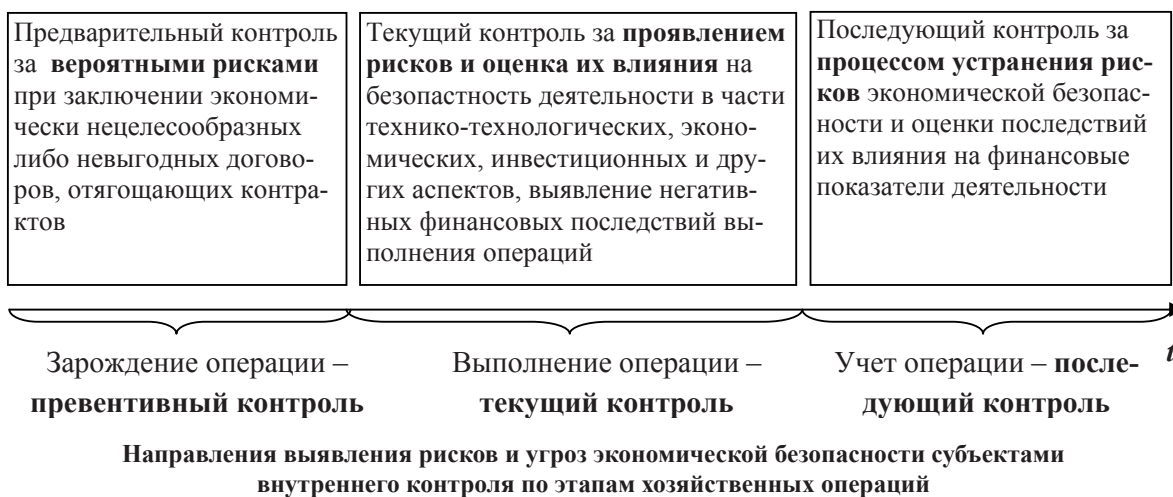 Предварительный контроль
за вероятными рисками
при заключении экономи-
чески нецелесообразных
либо невыгодных догово-
ров, отягощающих контра-
ктов
Текущий контроль за проявлением
рисков и оценка их влияния на
безопастность деятельности в части
технико-технологических, эконо-
мических, инвестиционных и дру-
гих аспектов, выявление негатив-
ных финансовых последствий вы-
полнения операций
Последующий контроль за
процессом устранения рис-
ков экономической безопас-
ности и оценки последствий
их влияния на финансовые
показатели деятельности
Зарождение операции –
превентивный контроль
Выполнение операции –
текущий контроль
Учет операции – после-
дующий контроль
t
Направления выявления рисков и угроз экономической безопасности субъектами
внутреннего контроля по этапам хозяйственных операций